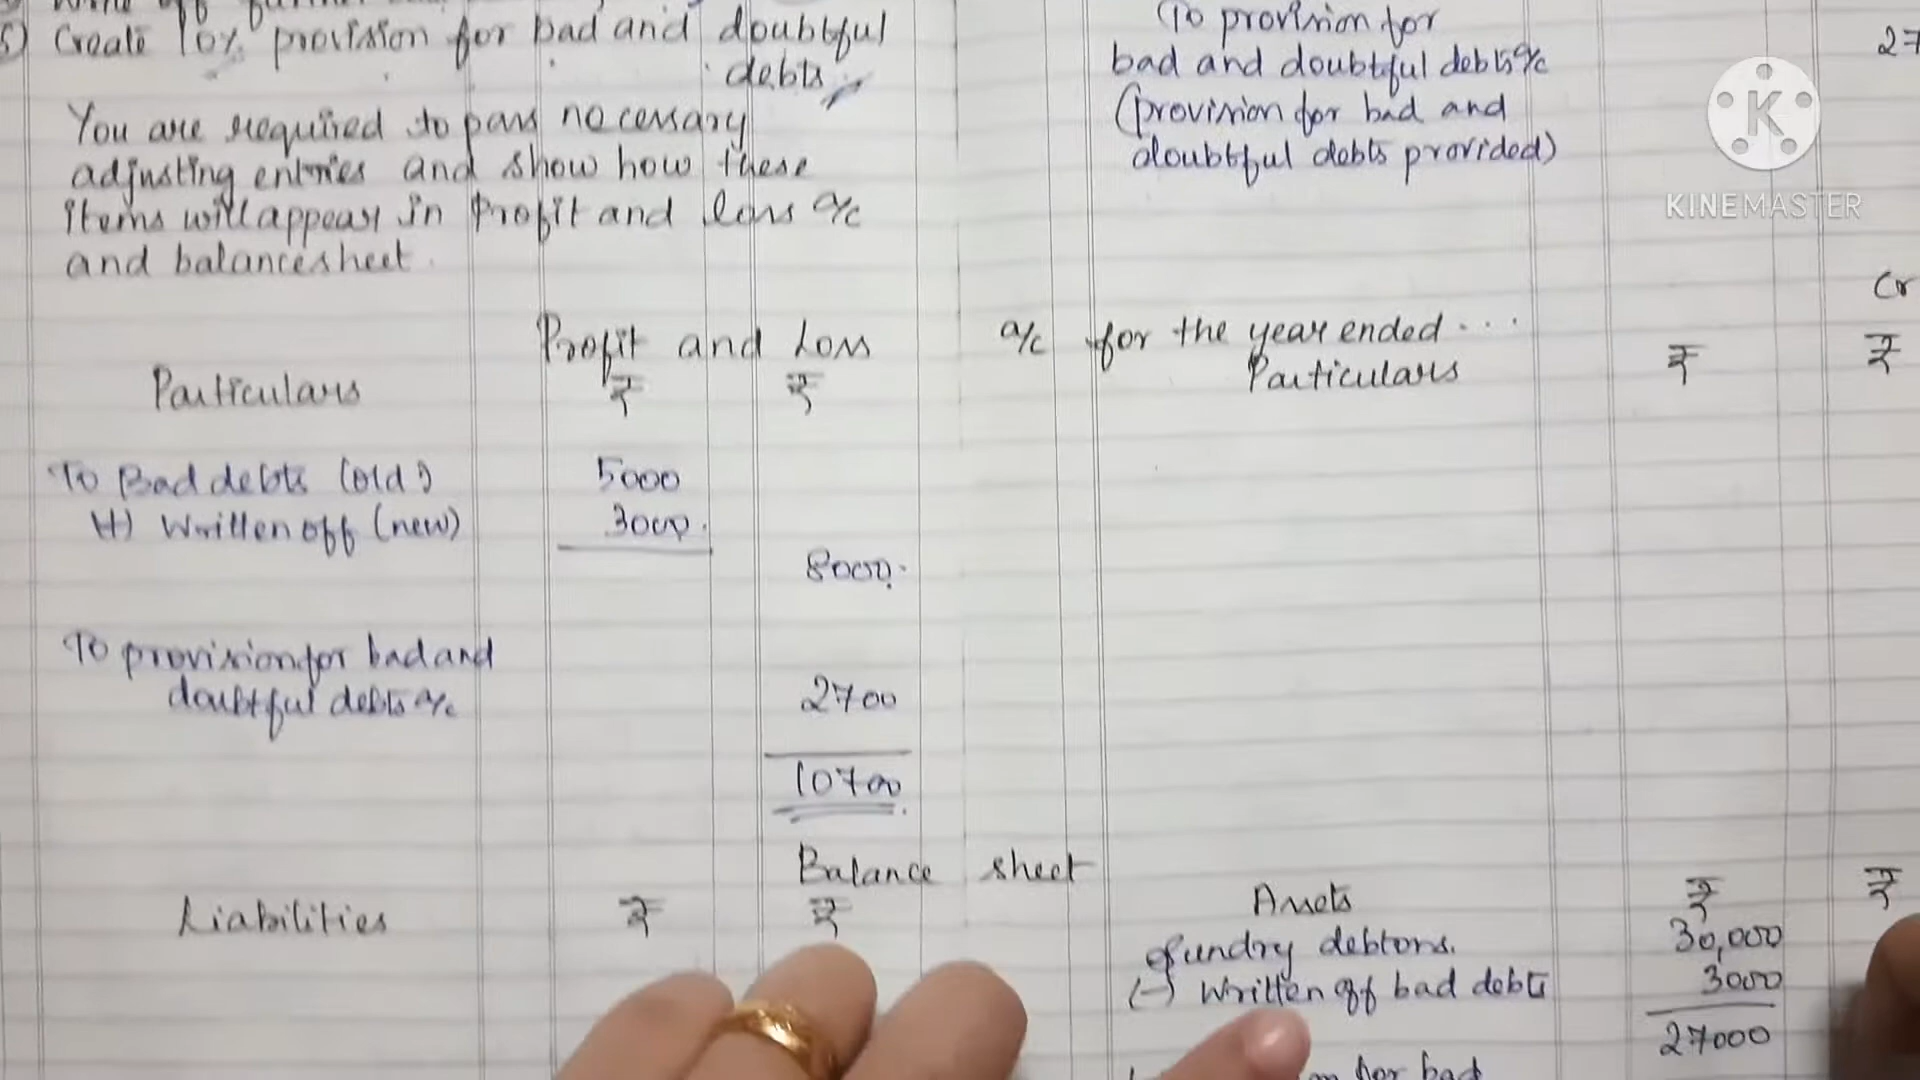 5) Create 10% provision for bad and doubtful
debts.
You are required to pass necessary
adjusting entries and show how these
items will appear in Profit and loss a/c
and balancesheet.
To provision for
bad and doubtful debts a/c
(provision for bad and
doubtful debts provided)
27
KINEMASTER
Cr
Profit and Loss a/c for the year ended...
Particulars ₹ ₹ Particulars ₹ ₹
To Bad debts (old) 5000
(+) Written off (new) 3000.
8000.
To provision for bad and
doubtful debts a/c 2700
10700
Balance sheet
Liabilities ₹ ₹ Assets ₹ ₹
Sundry debtors. 30,000
(-) Written off bad debts 3000
27000
for bad